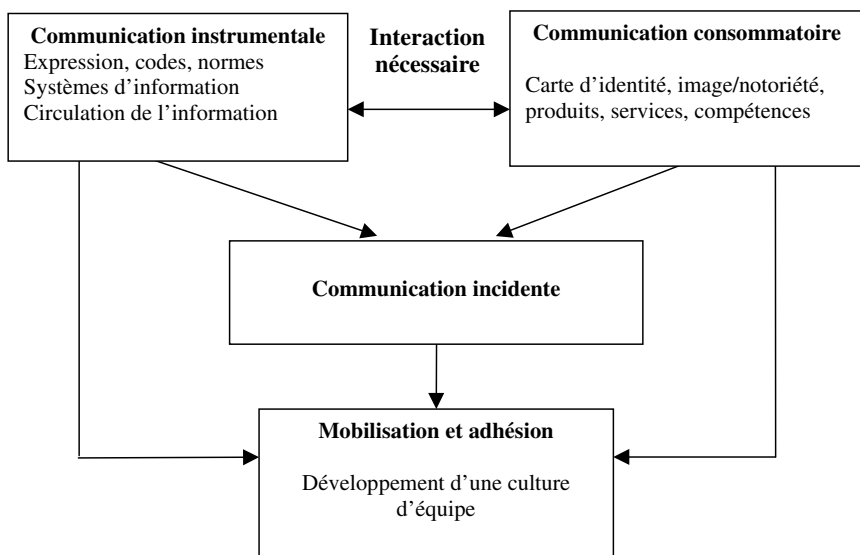 Communication instrumentale
Expression, codes, normes
Systèmes d’information
Circulation de l’information
Interaction
nécessaire
Communication consommatoire
Carte d’identité, image/notoriété,
produits, services, compétences
Communication incidente
Mobilisation et adhésion
Développement d’une culture
d’équipe